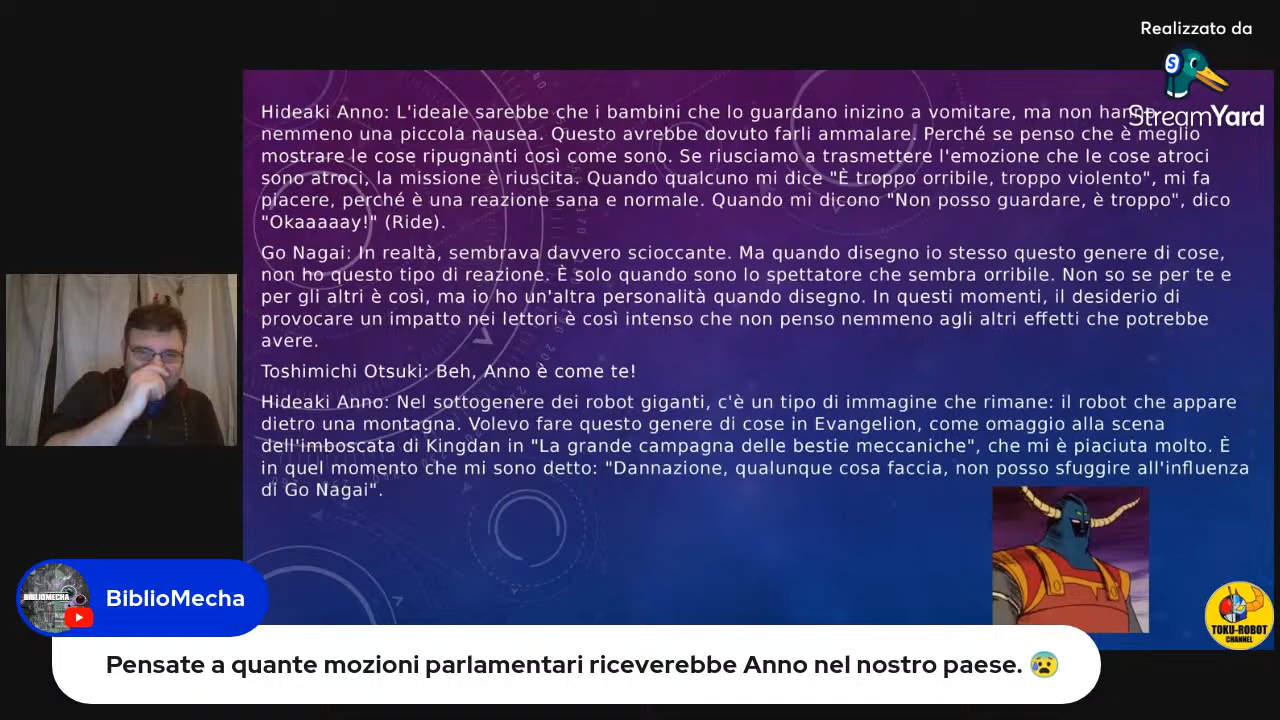 Realizzato da
StreamYard
Hideaki Anno: L'ideale sarebbe che i bambini che lo guardano inizino a vomitare, ma non hanno
nemmeno una piccola nausea. Questo avrebbe dovuto farli ammalare. Perché se penso che è meglio
mostrare le cose ripugnanti così come sono. Se riusciamo a trasmettere l'emozione che le cose atroci
sono atroci, la missione è riuscita. Quando qualcuno mi dice "È troppo orribile, troppo violento", mi fa
piacere, perché è una reazione sana e normale. Quando mi dicono "Non posso guardare, è troppo", dico
"Okaaaaay!" (Ride).
Go Nagai: In realtà, sembrava davvero scioccante. Ma quando disegno io stesso questo genere di cose,
non ho questo tipo di reazione. È solo quando sono lo spettatore che sembra orribile. Non so se per te e
per gli altri è così, ma io ho un'altra personalità quando disegno. In questi momenti, il desiderio di
provocare un impatto nei lettori è così intenso che non penso nemmeno agli altri effetti che potrebbe
avere.
Toshimichi Otsuki: Beh, Anno è come te!
Hideaki Anno: Nel sottogenere dei robot giganti, c'è un tipo di immagine che rimane: il robot che appare
dietro una montagna. Volevo fare questo genere di cose in Evangelion, come omaggio alla scena
dell'imboscata di Kingdan in "La grande campagna delle bestie meccaniche", che mi è piaciuta molto. È
in quel momento che mi sono detto: "Dannazione, qualunque cosa faccia, non posso sfuggire all'influenza
di Go Nagai".
TOKU-ROBOT
CHANNEL
BIBLIOMECHA
BiblioMecha
Pensate a quante mozioni parlamentari riceverebbe Anno nel nostro paese. 😰